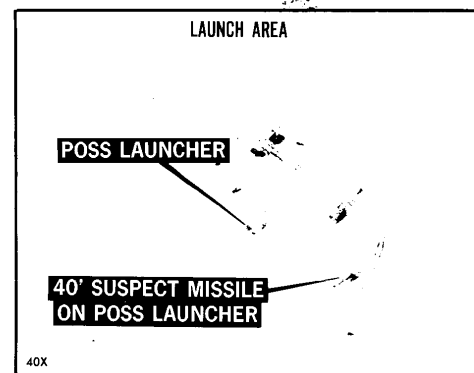 LAUNCH AREA
POSS LAUNCHER
40' SUSPECT MISSILE
ON POSS LAUNCHER
40X